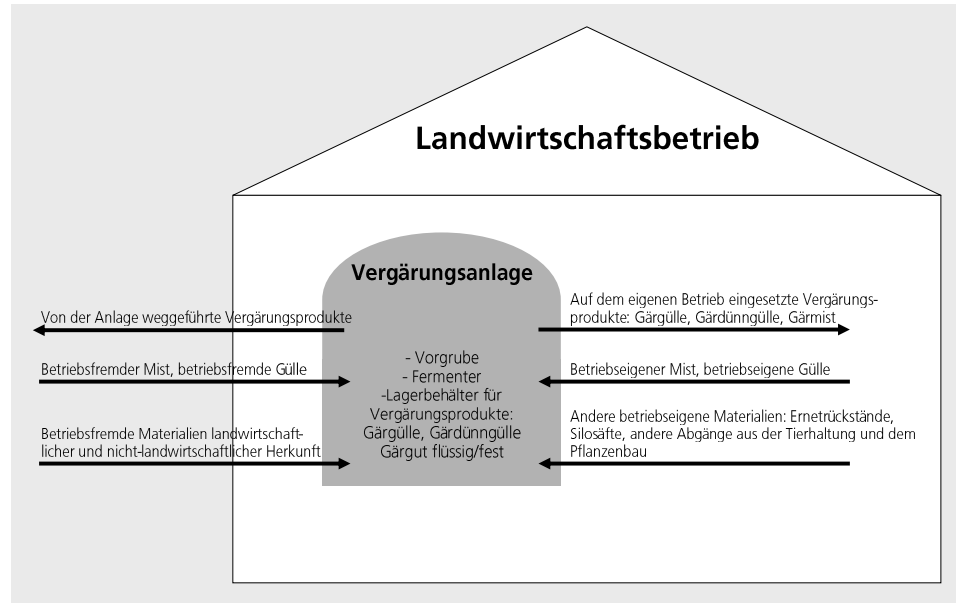 Landwirtschaftsbetrieb
Vergärungsanlage
Von der Anlage weggeführte Vergärungsprodukte
Betriebsfremder Mist, betriebsfremde Gülle
Betriebsfremde Materialien landwirtschaft-
licher und nicht-landwirtschaftlicher Herkunft
- Vorgrube
- Fermenter
-Lagerbehälter für
Vergärungsprodukte:
Gärgülle, Gärdünngülle
Gärgut flüssig/fest
Auf dem eigenen Betrieb eingesetzte Vergärungs-
produkte: Gärgülle, Gärdünngülle, Gärmist
Betriebseigener Mist, betriebseigene Gülle
Andere betriebseigene Materialien: Ernetrückstände,
Silosäfte, andere Abgänge aus der Tierhaltung und dem
Pflanzenbau